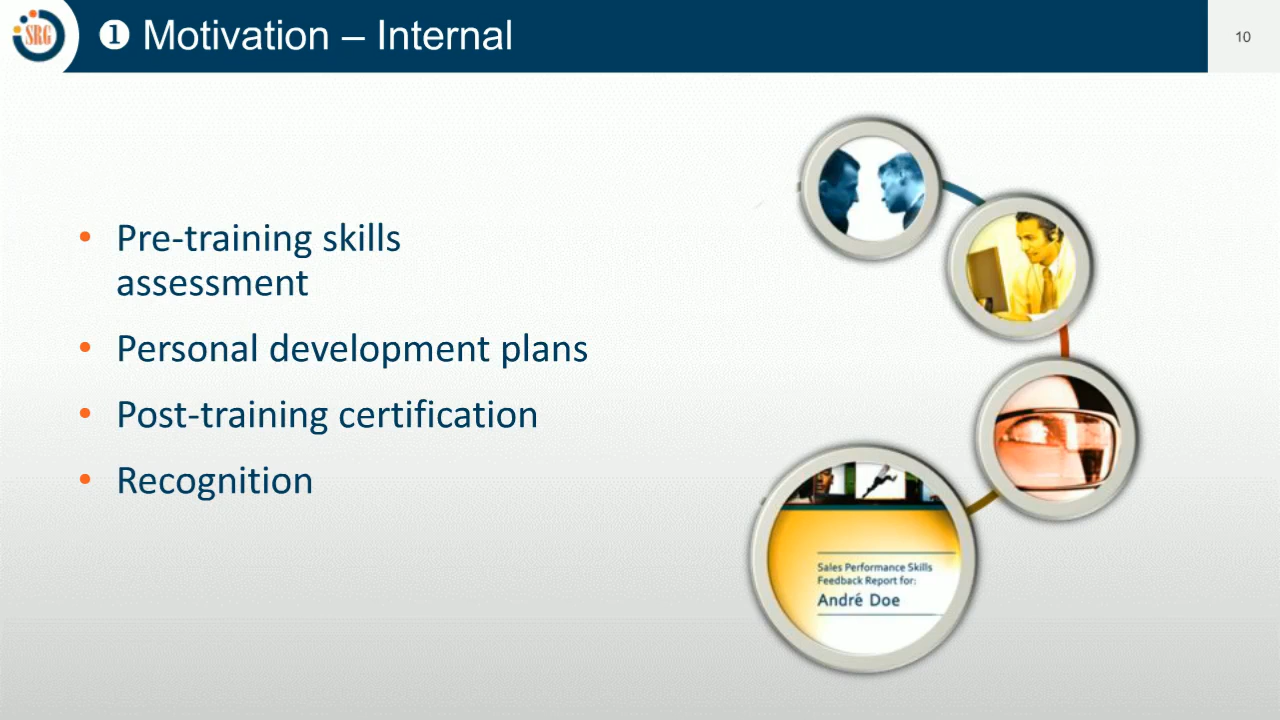 SRG
❶ Motivation – Internal
10
• Pre-training skills
assessment
• Personal development plans
• Post-training certification
• Recognition
Sales Performance Skills
Feedback Report for:
André Doe